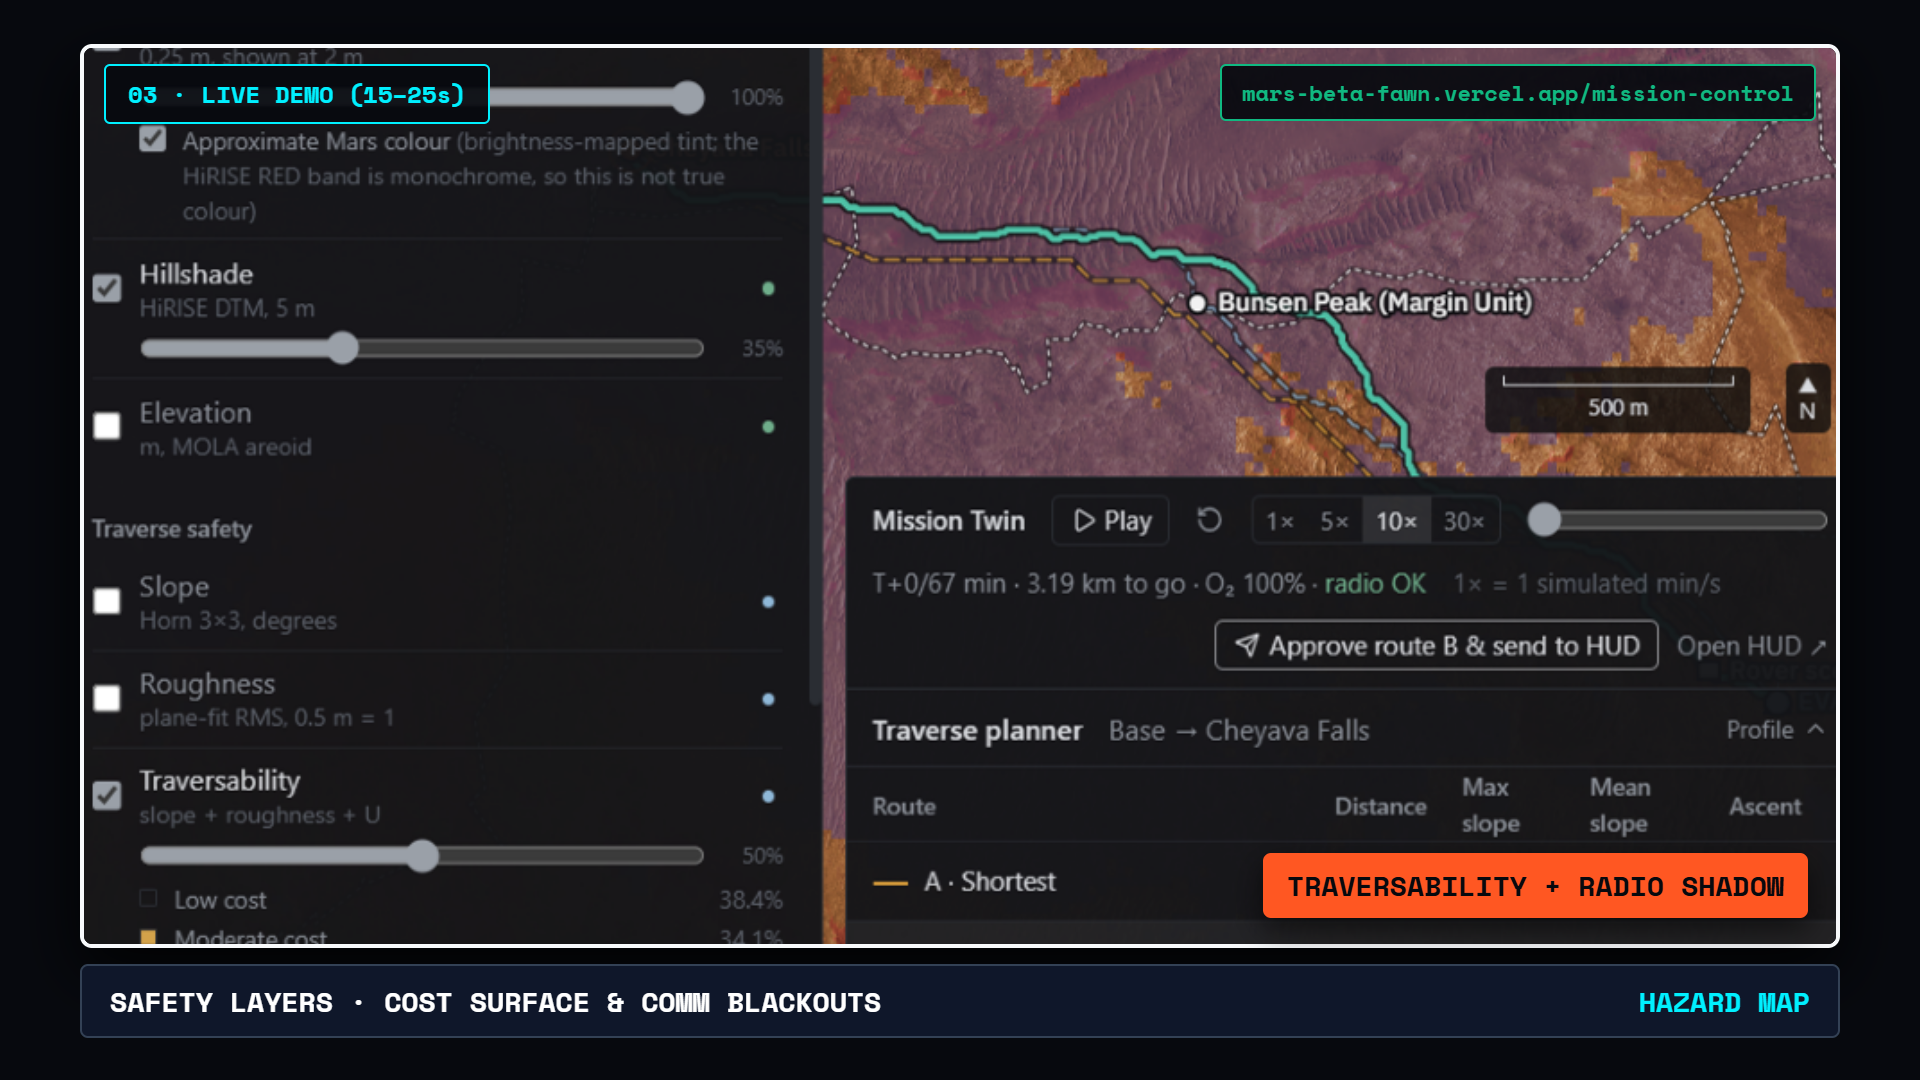 0.25 m, shown at 2 m
03 · LIVE DEMO (15–25s)
100%
mars-beta-fawn.vercel.app/mission-control
Approximate Mars colour (brightness-mapped tint; the
HiRISE RED band is monochrome, so this is not true
colour)
Hillshade
HiRISE DTM, 5 m
35%
Elevation
m, MOLA areoid
Traverse safety
Slope
Horn 3×3, degrees
Roughness
plane-fit RMS, 0.5 m = 1
Traversability
slope + roughness + U
50%
Low cost 38.4%
Moderate cost 34.1%
Bunsen Peak (Margin Unit)
500 m
N
Mission Twin Play 1× 5× 10× 30×
T+0/67 min · 3.19 km to go · O₂ 100% · radio OK 1× = 1 simulated min/s
Approve route B & send to HUD Open HUD ↗
Traverse planner Base → Cheyava Falls Profile
Route Distance Max slope Mean slope Ascent
A · Shortest
TRAVERSABILITY + RADIO SHADOW
SAFETY LAYERS · COST SURFACE & COMM BLACKOUTS
HAZARD MAP